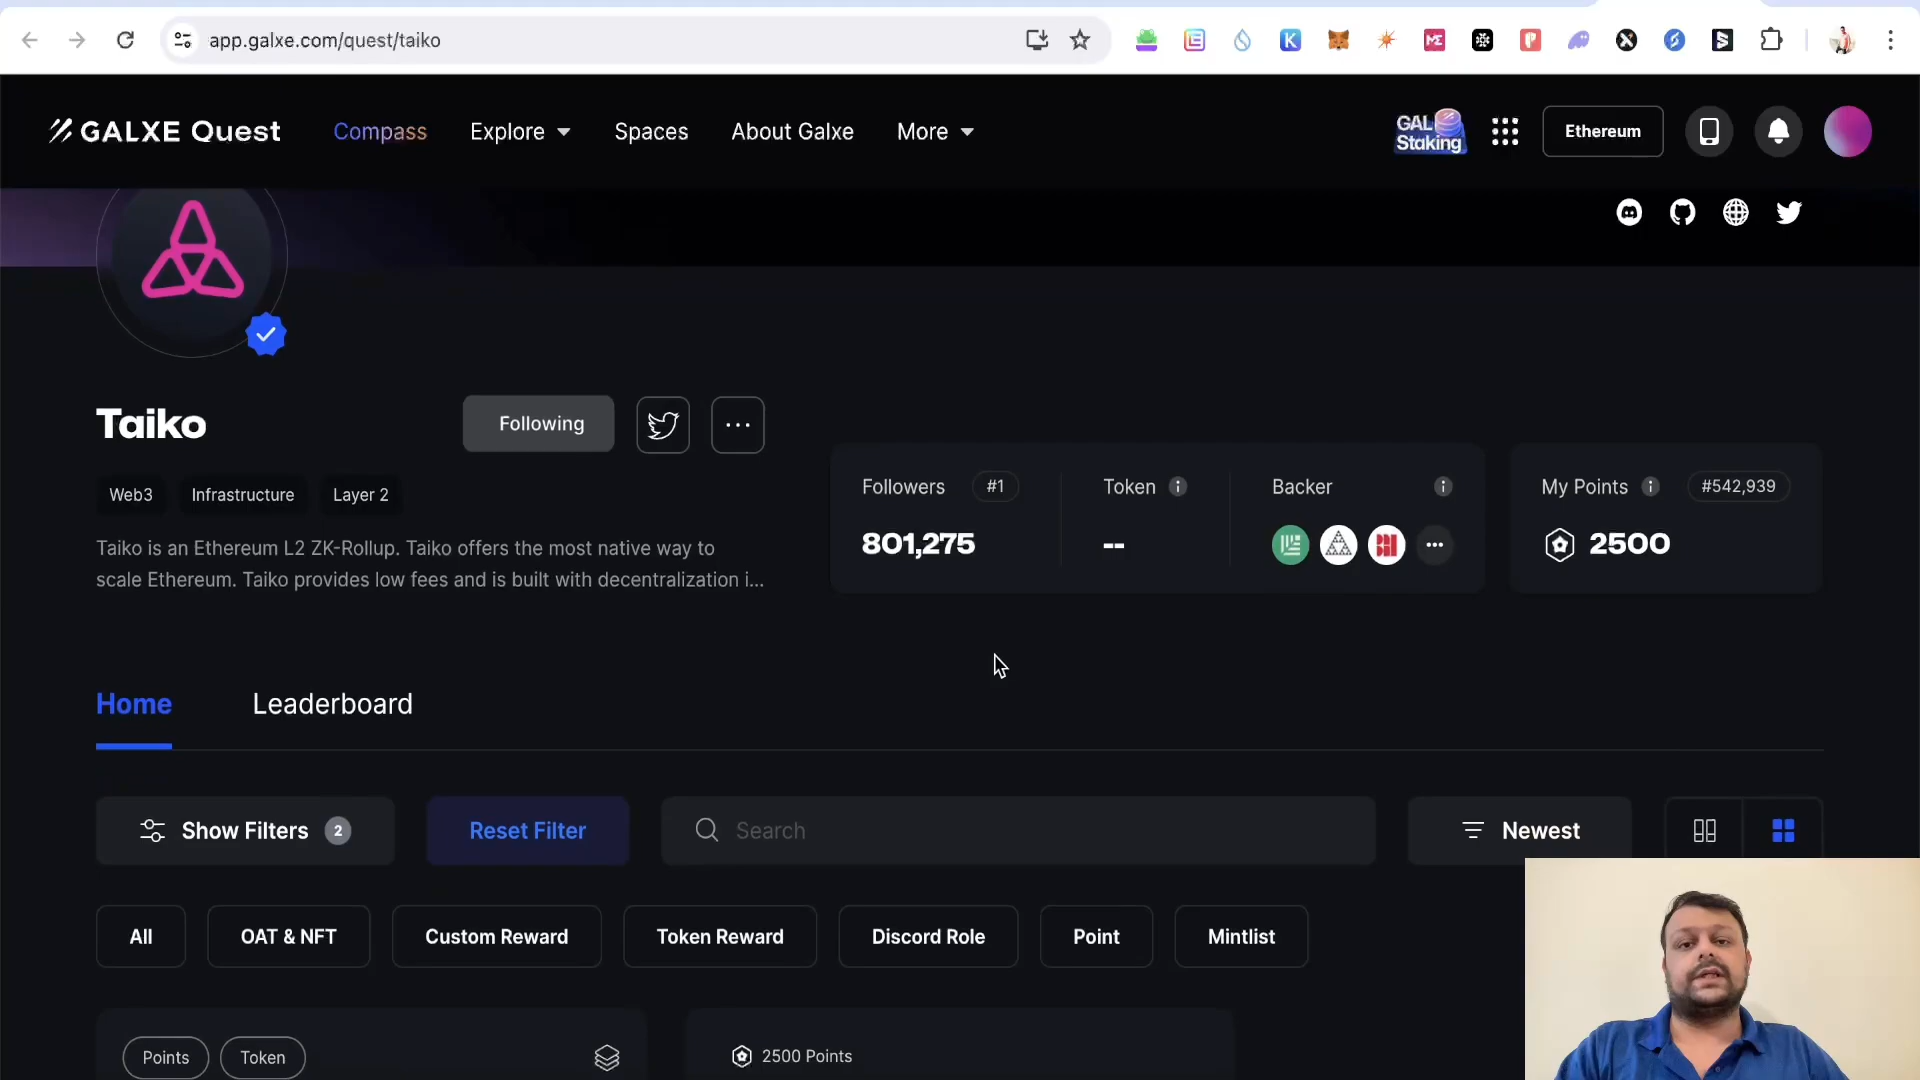 app.galxe.com/quest/taiko
GALXE Quest
Compass
Explore
Spaces
About Galxe
More
GAL
Staking
Ethereum
Taiko
Following
Web3
Infrastructure
Layer 2
Taiko is an Ethereum L2 ZK-Rollup. Taiko offers the most native way to
scale Ethereum. Taiko provides low fees and is built with decentralization i...
Followers
#1
801,275
Token
--
Backer
My Points
#542,939
2500
Home
Leaderboard
Show Filters
2
Reset Filter
Search
Newest
All
OAT & NFT
Custom Reward
Token Reward
Discord Role
Point
Mintlist
Points
Token
2500 Points